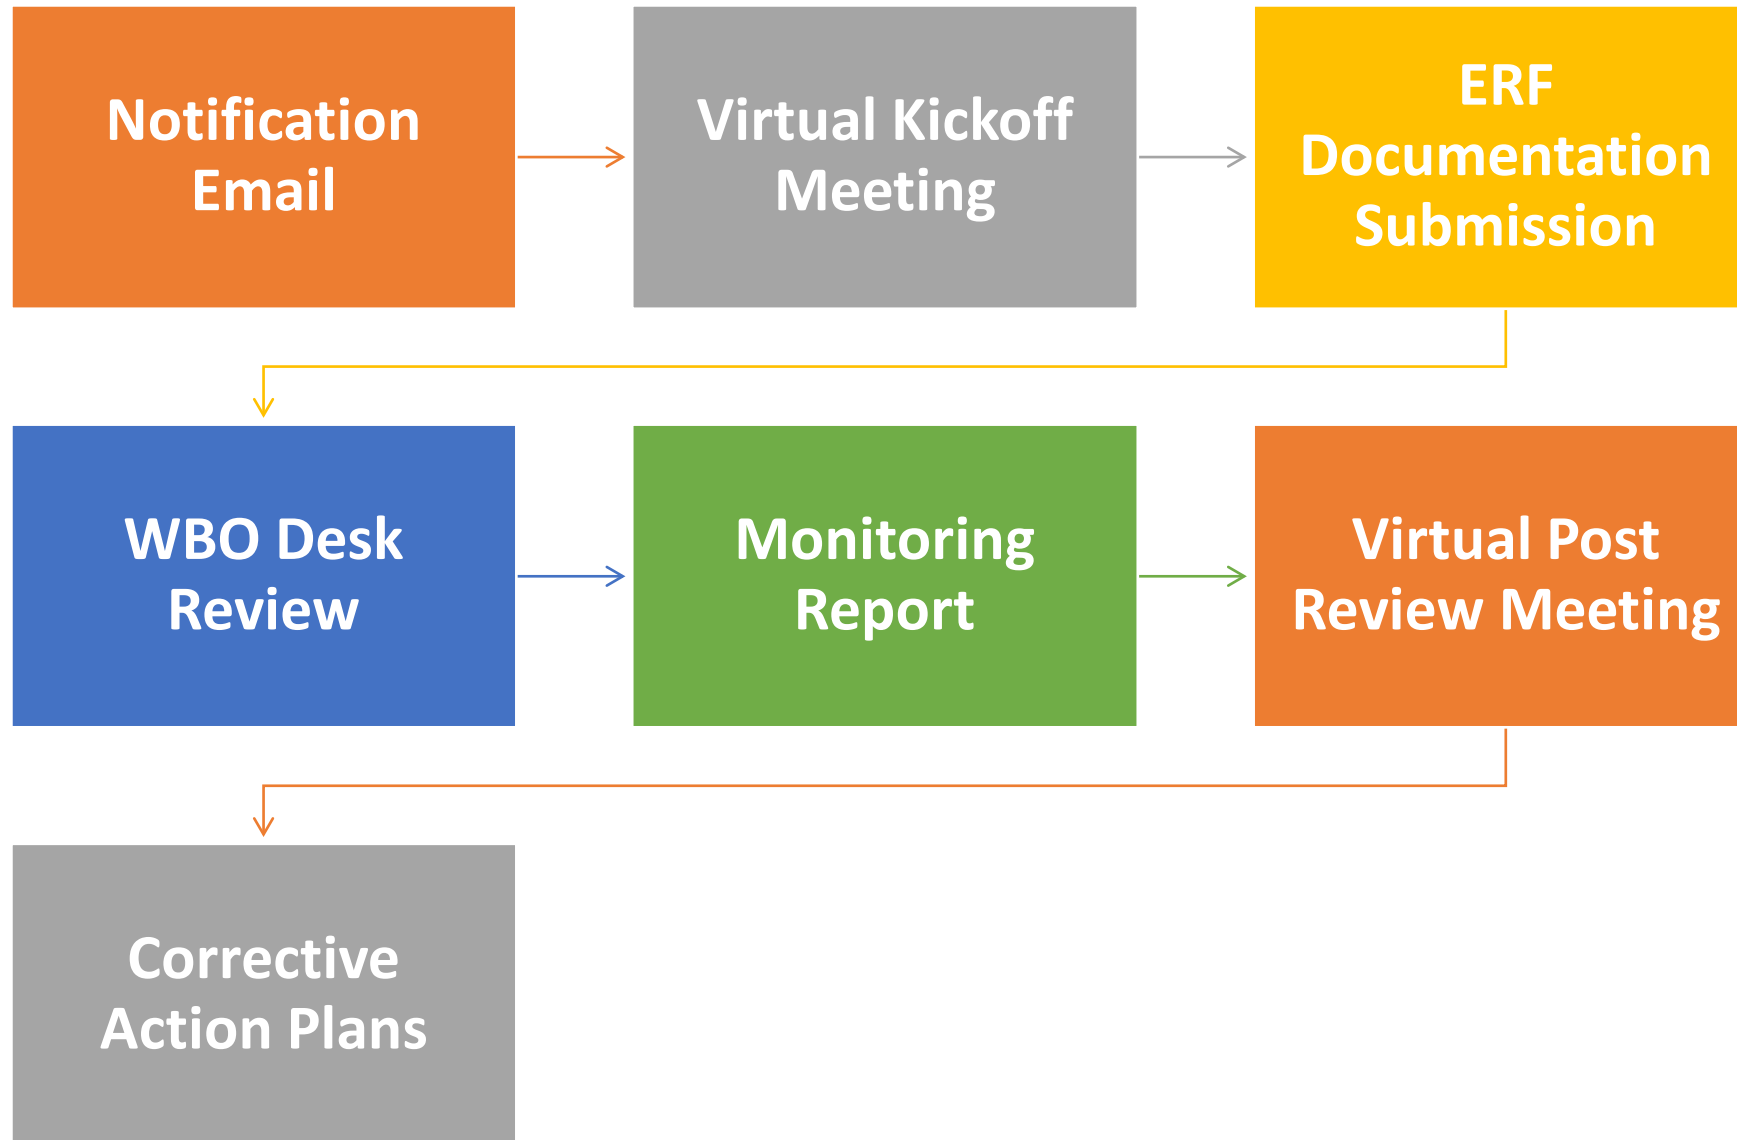 Notification
Email
Virtual Kickoff
Meeting
ERF
Documentation
Submission
WBO Desk
Review
Monitoring
Report
Virtual Post
Review Meeting
Corrective
Action Plans